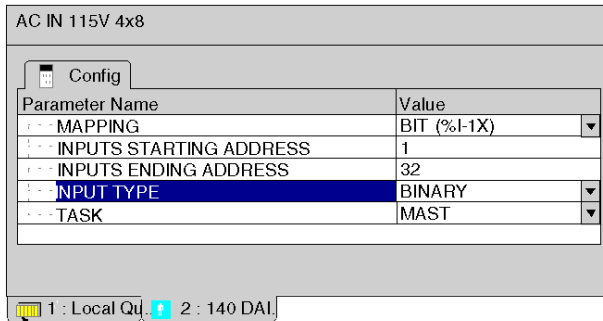 AC IN 115V 4x8
Config
Parameter Name Value
MAPPING BIT (%I-1X)
INPUTS STARTING ADDRESS 1
INPUTS ENDING ADDRESS 32
INPUT TYPE BINARY
TASK MAST
1 : Local Qu... 2 : 140 DAI.